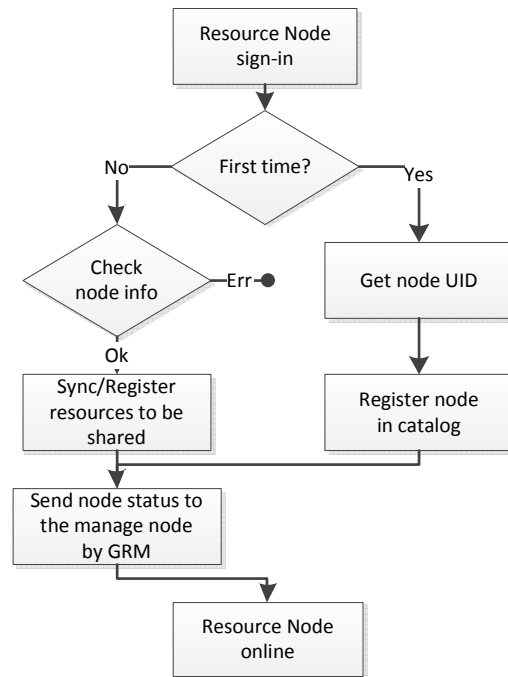 Resource Node
sign-in
First time?
No
Yes
Check
node info
Err
Get node UID
Ok
Sync/Register
resources to be
shared
Register node
in catalog
Send node status to
the manage node
by GRM
Resource Node
online